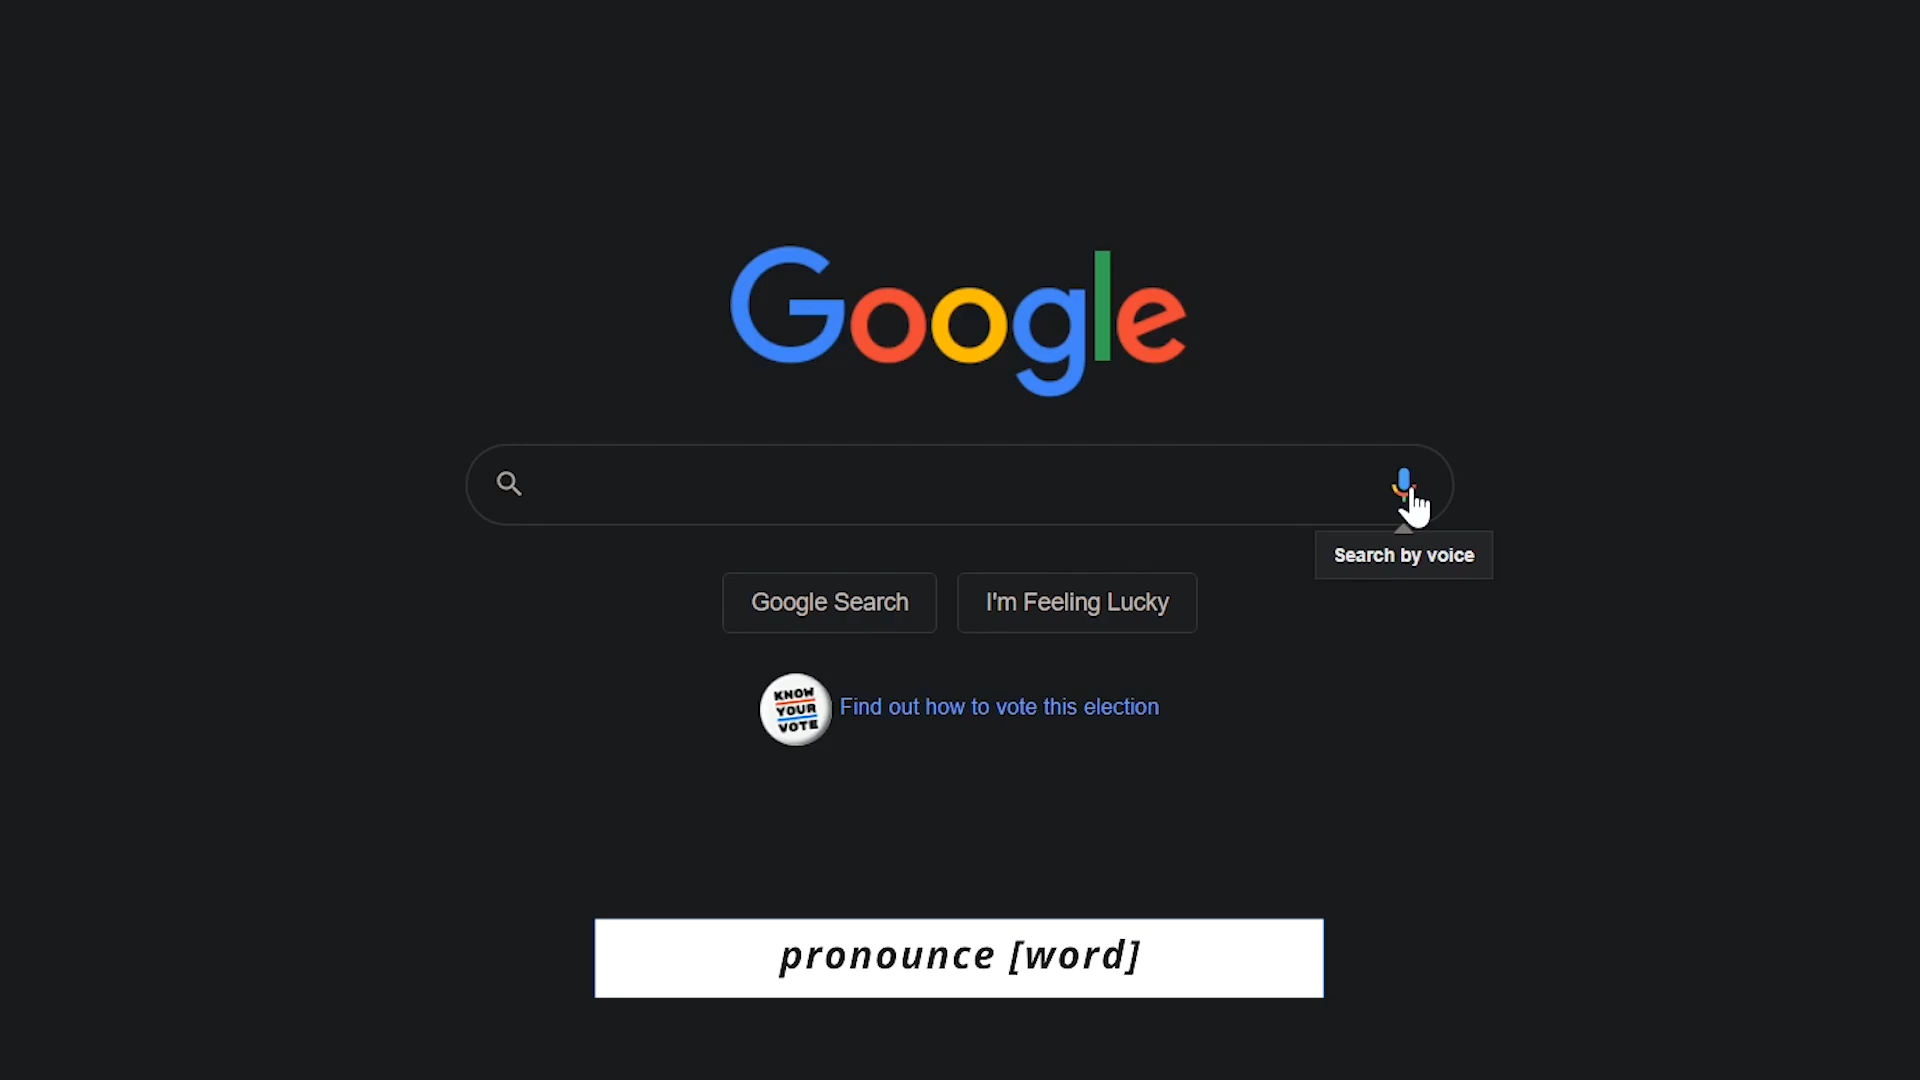 Google
Search by voice
Google Search
I'm Feeling Lucky
KNOW
YOUR
VOTE
Find out how to vote this election
pronounce [word]